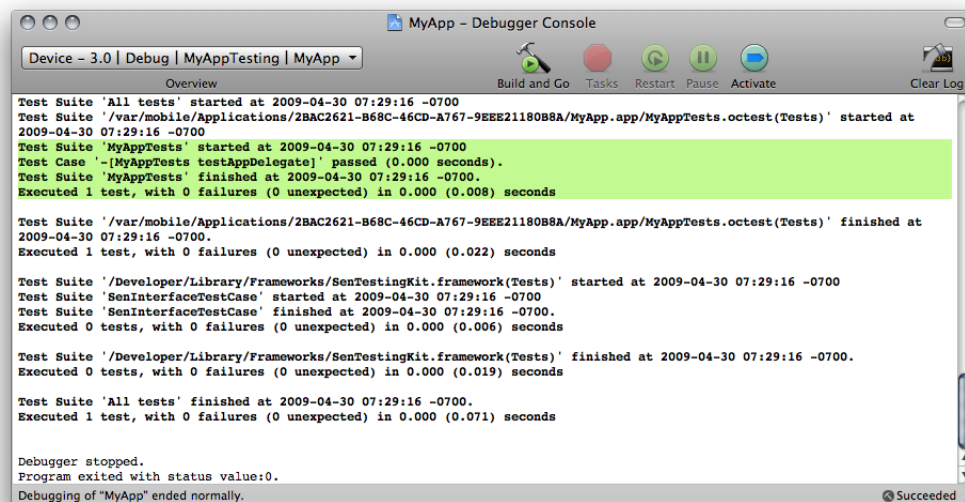 MyApp – Debugger Console
Device – 3.0 | Debug | MyAppTesting | MyApp
Overview
Build and Go
Tasks
Restart
Pause
Activate
Clear Log
Test Suite 'All tests' started at 2009-04-30 07:29:16 -0700
Test Suite '/var/mobile/Applications/2BAC2621-B68C-46CD-A767-9EEE21180B8A/MyApp.app/MyAppTests.octest(Tests)' started at
2009-04-30 07:29:16 -0700
Test Suite 'MyAppTests' started at 2009-04-30 07:29:16 -0700
Test Case '-[MyAppTests testAppDelegate]' passed (0.000 seconds).
Test Suite 'MyAppTests' finished at 2009-04-30 07:29:16 -0700.
Executed 1 test, with 0 failures (0 unexpected) in 0.000 (0.008) seconds
Test Suite '/var/mobile/Applications/2BAC2621-B68C-46CD-A767-9EEE21180B8A/MyApp.app/MyAppTests.octest(Tests)' finished at
2009-04-30 07:29:16 -0700.
Executed 1 test, with 0 failures (0 unexpected) in 0.000 (0.022) seconds
Test Suite '/Developer/Library/Frameworks/SenTestingKit.framework(Tests)' started at 2009-04-30 07:29:16 -0700
Test Suite 'SenInterfaceTestCase' started at 2009-04-30 07:29:16 -0700
Test Suite 'SenInterfaceTestCase' finished at 2009-04-30 07:29:16 -0700.
Executed 0 tests, with 0 failures (0 unexpected) in 0.000 (0.006) seconds
Test Suite '/Developer/Library/Frameworks/SenTestingKit.framework(Tests)' finished at 2009-04-30 07:29:16 -0700.
Executed 0 tests, with 0 failures (0 unexpected) in 0.000 (0.019) seconds
Test Suite 'All tests' finished at 2009-04-30 07:29:16 -0700.
Executed 1 test, with 0 failures (0 unexpected) in 0.000 (0.071) seconds
Debugger stopped.
Program exited with status value:0.
Debugging of "MyApp" ended normally.
Succeeded